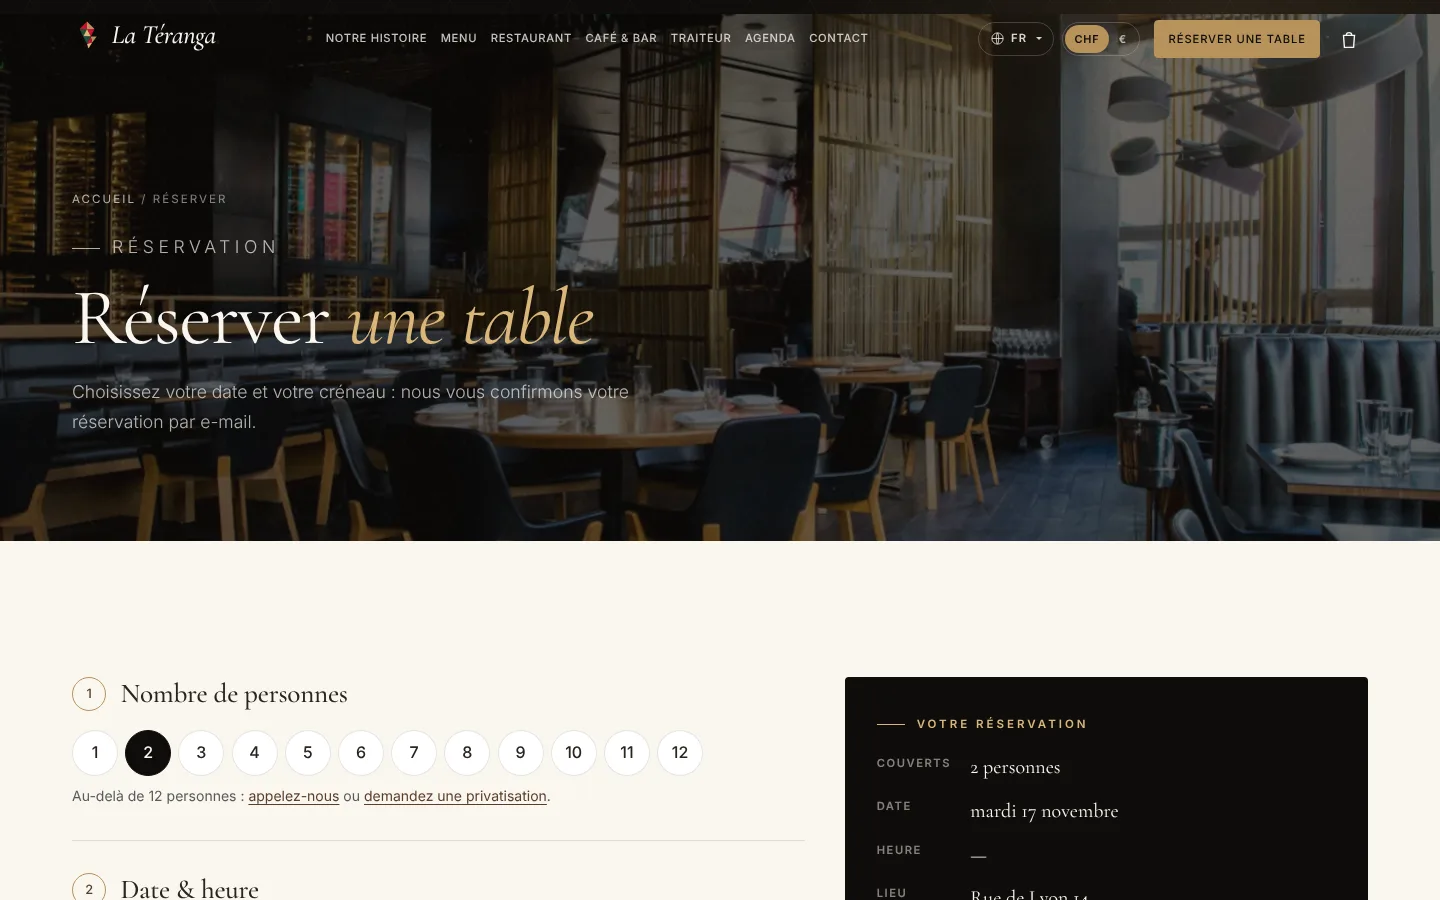 La Téranga
NOTRE HISTOIRE MENU RESTAURANT CAFÉ & BAR TRAITEUR AGENDA CONTACT
FR
CHF €
RÉSERVER UNE TABLE
ACCUEIL / RÉSERVER
RÉSERVATION
Réserver une table
Choisissez votre date et votre créneau : nous vous confirmons votre
réservation par e-mail.
1 Nombre de personnes
1 2 3 4 5 6 7 8 9 10 11 12
Au-delà de 12 personnes : appelez-nous ou demandez une privatisation.
2 Date & heure
VOTRE RÉSERVATION
COUVERTS 2 personnes
DATE mardi 17 novembre
HEURE —
LIEU Rue de Lyon 14